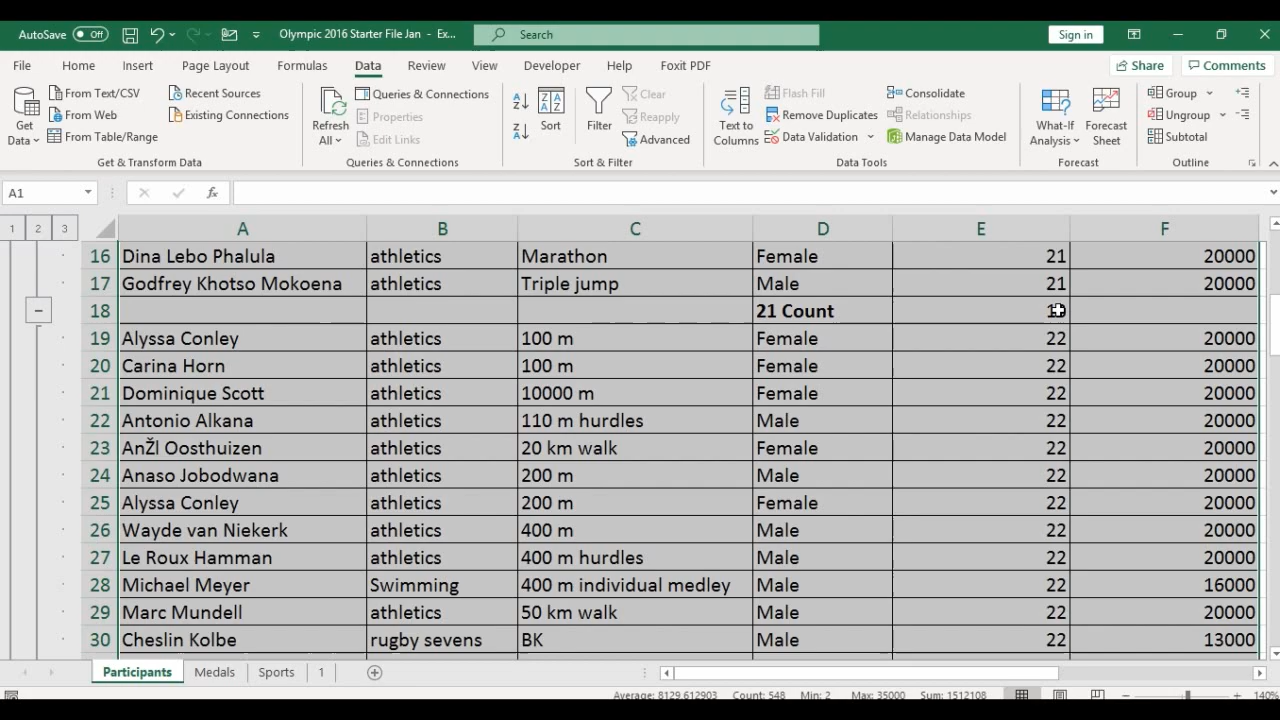 AutoSave Off Olympic 2016 Starter File Jan - Ex... Search Sign in
File Home Insert Page Layout Formulas Data Review View Developer Help Foxit PDF Share Comments
From Text/CSV Recent Sources Queries & Connections Clear Flash Fill Consolidate Group
From Web Existing Connections Properties Reapply Remove Duplicates Relationships Ungroup
Get Data From Table/Range Refresh All Edit Links Sort Filter Advanced Text to Columns Data Validation Manage Data Model What-If Analysis Forecast Sheet Subtotal
Get & Transform Data Queries & Connections Sort & Filter Data Tools Forecast Outline
A1 fx
1 2 3 A B C D E F
16 Dina Lebo Phalula athletics Marathon Female 21 20000
17 Godfrey Khotso Mokoena athletics Triple jump Male 21 20000
18 21 Count
19 Alyssa Conley athletics 100 m Female 22 20000
20 Carina Horn athletics 100 m Female 22 20000
21 Dominique Scott athletics 10000 m Female 22 20000
22 Antonio Alkana athletics 110 m hurdles Male 22 20000
23 AnŽl Oosthuizen athletics 20 km walk Female 22 20000
24 Anaso Jobodwana athletics 200 m Male 22 20000
25 Alyssa Conley athletics 200 m Female 22 20000
26 Wayde van Niekerk athletics 400 m Male 22 20000
27 Le Roux Hamman athletics 400 m hurdles Male 22 20000
28 Michael Meyer Swimming 400 m individual medley Male 22 16000
29 Marc Mundell athletics 50 km walk Male 22 20000
30 Cheslin Kolbe rugby sevens BK Male 22 13000
Participants Medals Sports 1
Average: 8129.612903 Count: 548 Min: 2 Max: 35000 Sum: 1512108 140%